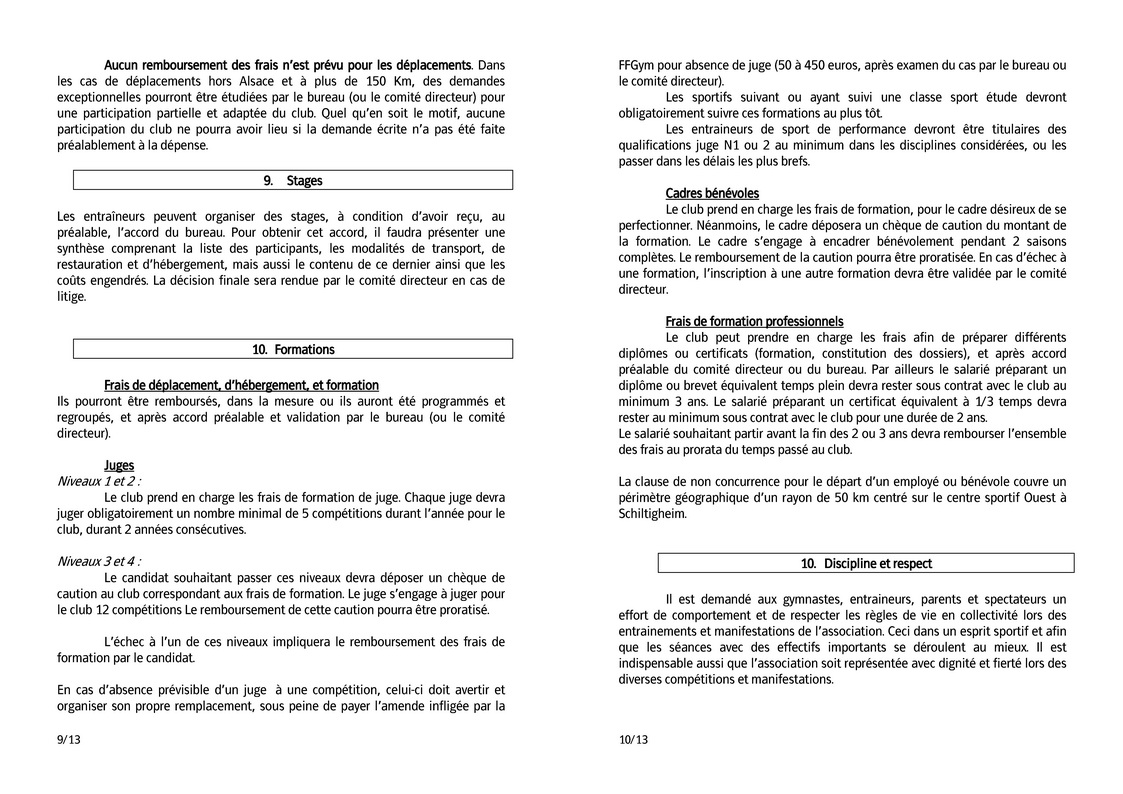 Aucun remboursement des frais n'est prévu pour les déplacements. Dans
les cas de déplacements hors Alsace et à plus de 150 Km, des demandes
exceptionnelles pourront être étudiées par le bureau (ou le comité directeur) pour
une participation partielle et adaptée du club. Quel qu'en soit le motif, aucune
participation du club ne pourra avoir lieu si la demande écrite n'a pas été faite
préalablement à la dépense.
9. Stages
Les entraîneurs peuvent organiser des stages, à condition d'avoir reçu, au
préalable, l'accord du bureau. Pour obtenir cet accord, il faudra présenter une
synthèse comprenant la liste des participants, les modalités de transport, de
restauration et d'hébergement, mais aussi le contenu de ce dernier ainsi que les
coûts engendrés. La décision finale sera rendue par le comité directeur en cas de
litige.
10. Formations
Frais de déplacement, d'hébergement, et formation
Ils pourront être remboursés, dans la mesure ou ils auront été programmés et
regroupés, et après accord préalable et validation par le bureau (ou le comité
directeur).
Juges
Niveaux 1 et 2 :
Le club prend en charge les frais de formation de juge. Chaque juge devra
juger obligatoirement un nombre minimal de 5 compétitions durant l'année pour le
club, durant 2 années consécutives.
Niveaux 3 et 4 :
Le candidat souhaitant passer ces niveaux devra déposer un chèque de
caution au club correspondant aux frais de formation. Le juge s'engage à juger pour
le club 12 compétitions Le remboursement de cette caution pourra être proratisé.
L'échec à l'un de ces niveaux impliquera le remboursement des frais de
formation par le candidat.
En cas d'absence prévisible d'un juge à une compétition, celui-ci doit avertir et
organiser son propre remplacement, sous peine de payer l'amende infligée par la
9/13
FFGym pour absence de juge (50 à 450 euros, après examen du cas par le bureau ou
le comité directeur).
Les sportifs suivant ou ayant suivi une classe sport étude devront
obligatoirement suivre ces formations au plus tôt.
Les entraineurs de sport de performance devront être titulaires des
qualifications juge N1 ou 2 au minimum dans les disciplines considérées, ou les
passer dans les délais les plus brefs.
Cadres bénévoles
Le club prend en charge les frais de formation, pour le cadre désireux de se
perfectionner. Néanmoins, le cadre déposera un chèque de caution du montant de
la formation. Le cadre s'engage à encadrer bénévolement pendant 2 saisons
complètes. Le remboursement de la caution pourra être proratisée. En cas d'échec à
une formation, l'inscription à une autre formation devra être validée par le comité
directeur.
Frais de formation professionnels
Le club peut prendre en charge les frais afin de préparer différents
diplômes ou certificats (formation, constitution des dossiers), et après accord
préalable du comité directeur ou du bureau. Par ailleurs le salarié préparant un
diplôme ou brevet équivalent temps plein devra rester sous contrat avec le club au
minimum 3 ans. Le salarié préparant un certificat équivalent à 1/3 temps devra
rester au minimum sous contrat avec le club pour une durée de 2 ans.
Le salarié souhaitant partir avant la fin des 2 ou 3 ans devra rembourser l'ensemble
des frais au prorata du temps passé au club.
La clause de non concurrence pour le départ d'un employé ou bénévole couvre un
périmètre géographique d'un rayon de 50 km centré sur le centre sportif Ouest à
Schiltigheim.
10. Discipline et respect
Il est demandé aux gymnastes, entraineurs, parents et spectateurs un
effort de comportement et de respecter les règles de vie en collectivité lors des
entrainements et manifestations de l'association. Ceci dans un esprit sportif et afin
que les séances avec des effectifs importants se déroulent au mieux. Il est
indispensable aussi que l'association soit représentée avec dignité et fierté lors des
diverses compétitions et manifestations.
10/13